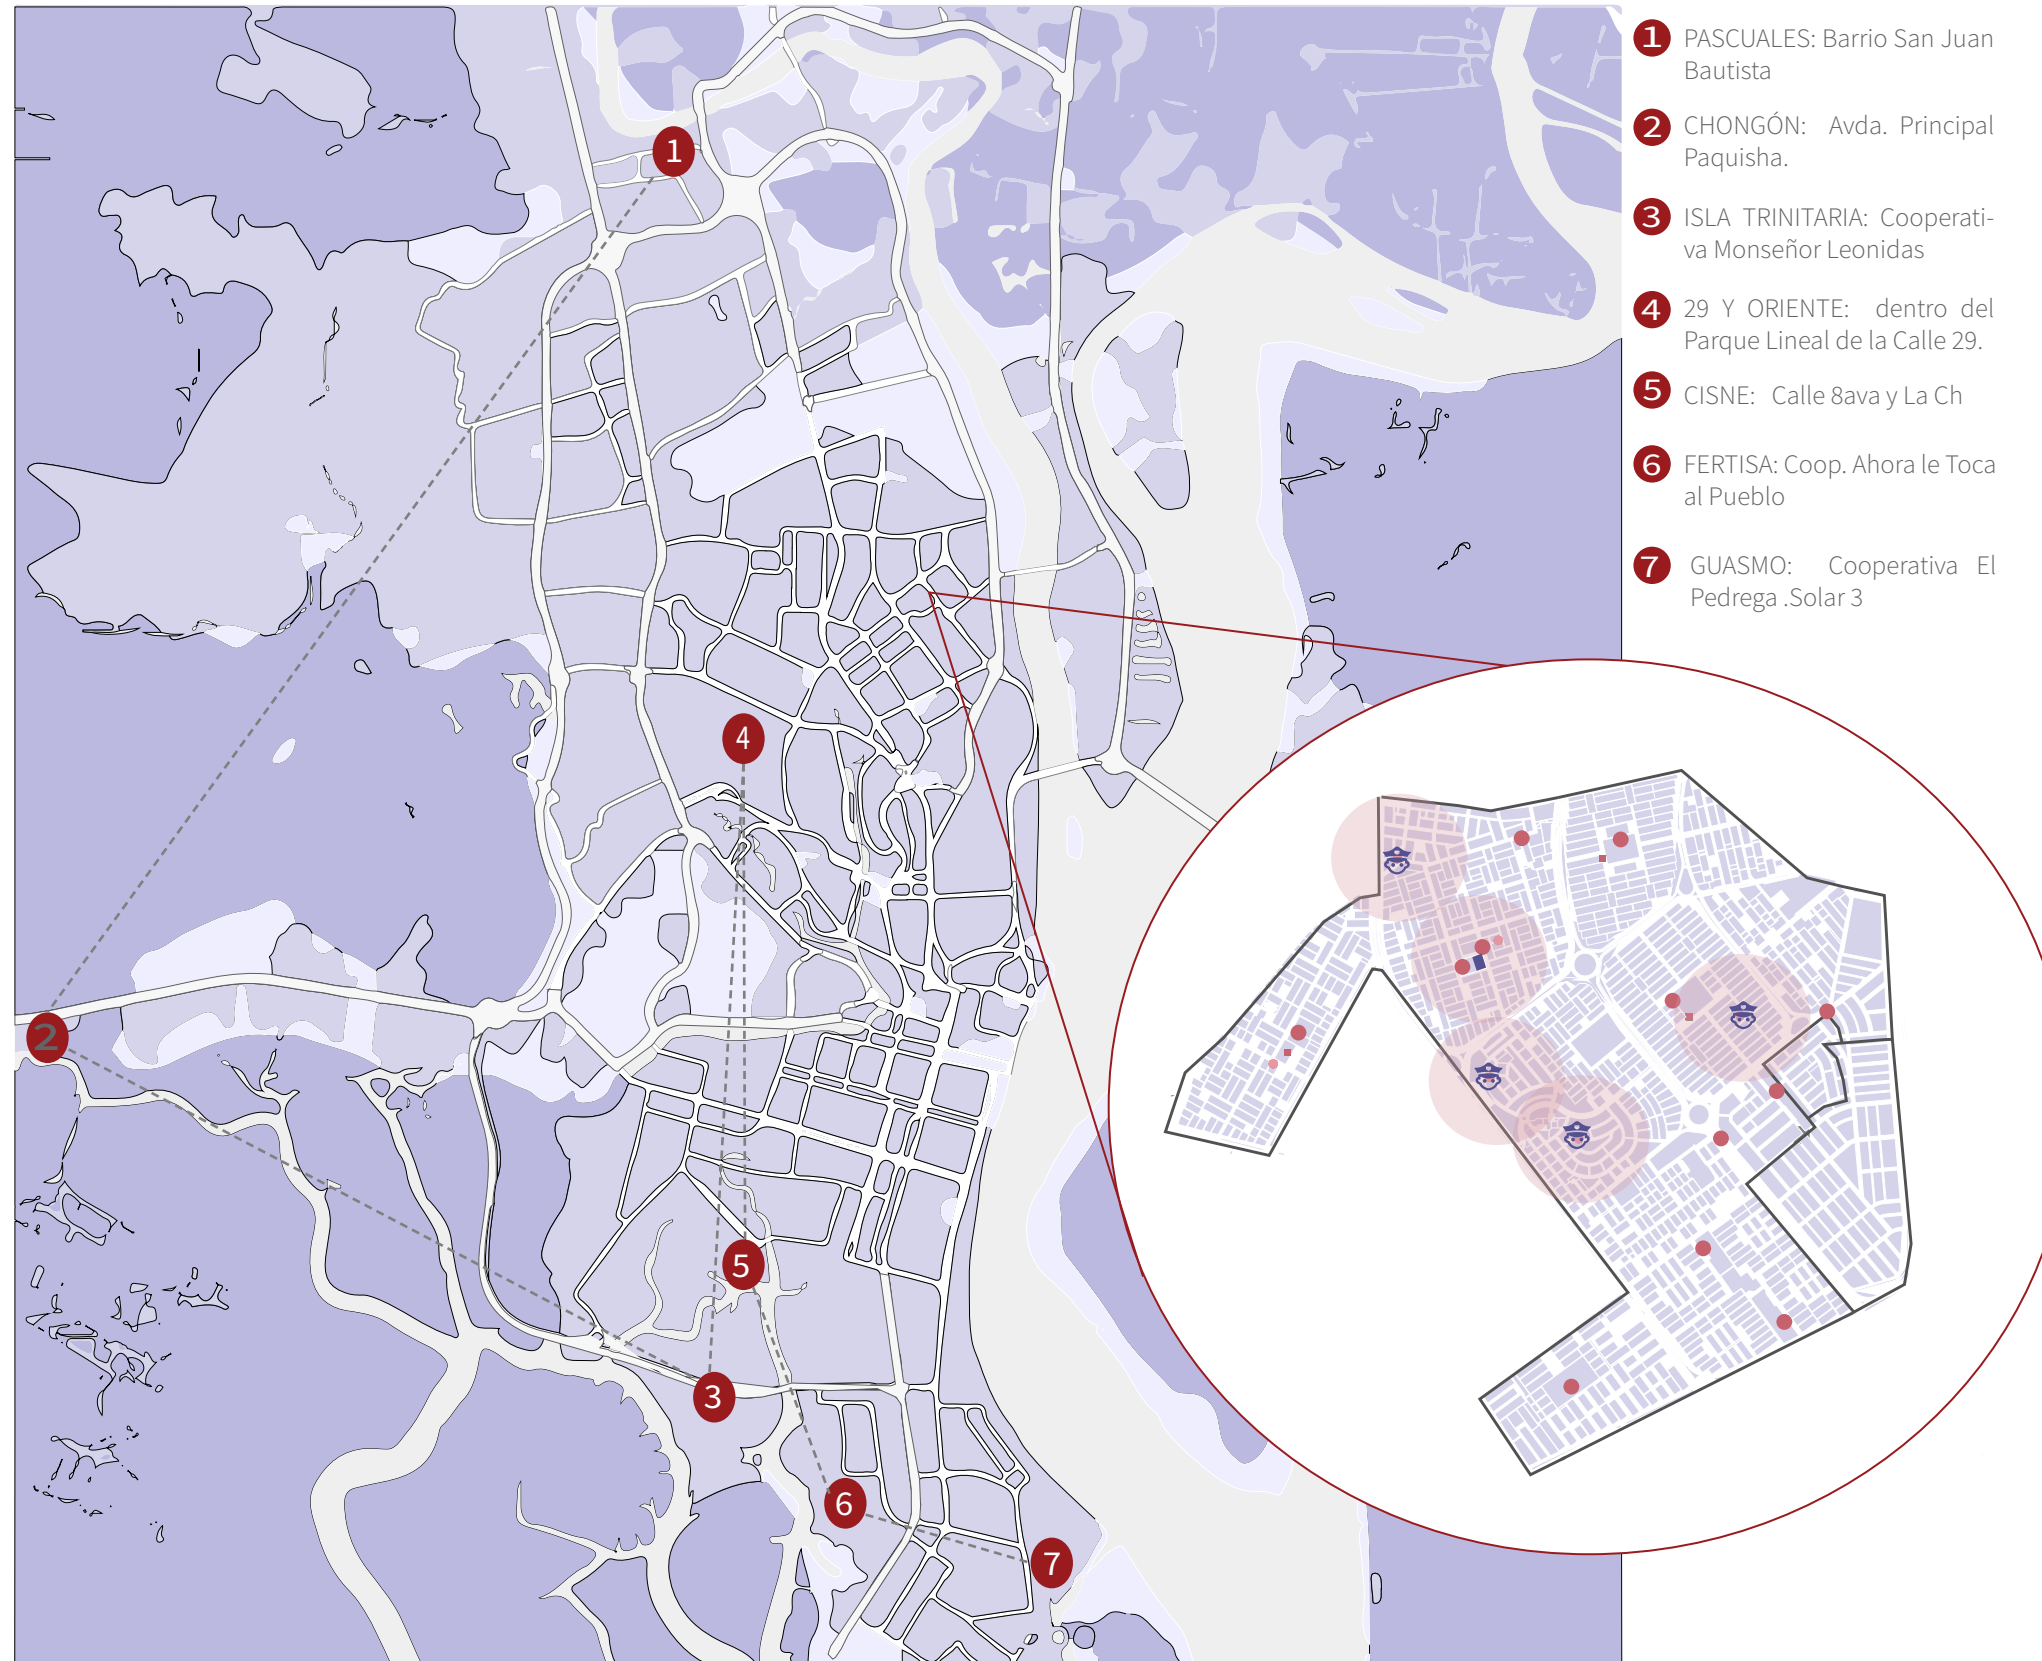 1 PASCUALES: Barrio San Juan
Bautista
2 CHONGÓN: Avda. Principal
Paquisha.
3 ISLA TRINITARIA: Cooperati-
va Monseñor Leonidas
4 29 Y ORIENTE: dentro del
Parque Lineal de la Calle 29.
5 CISNE: Calle 8ava y La Ch
6 FERTISA: Coop. Ahora le Toca
al Pueblo
7 GUASMO: Cooperativa El
Pedrega .Solar 3
1
4
2
5
3
6
7